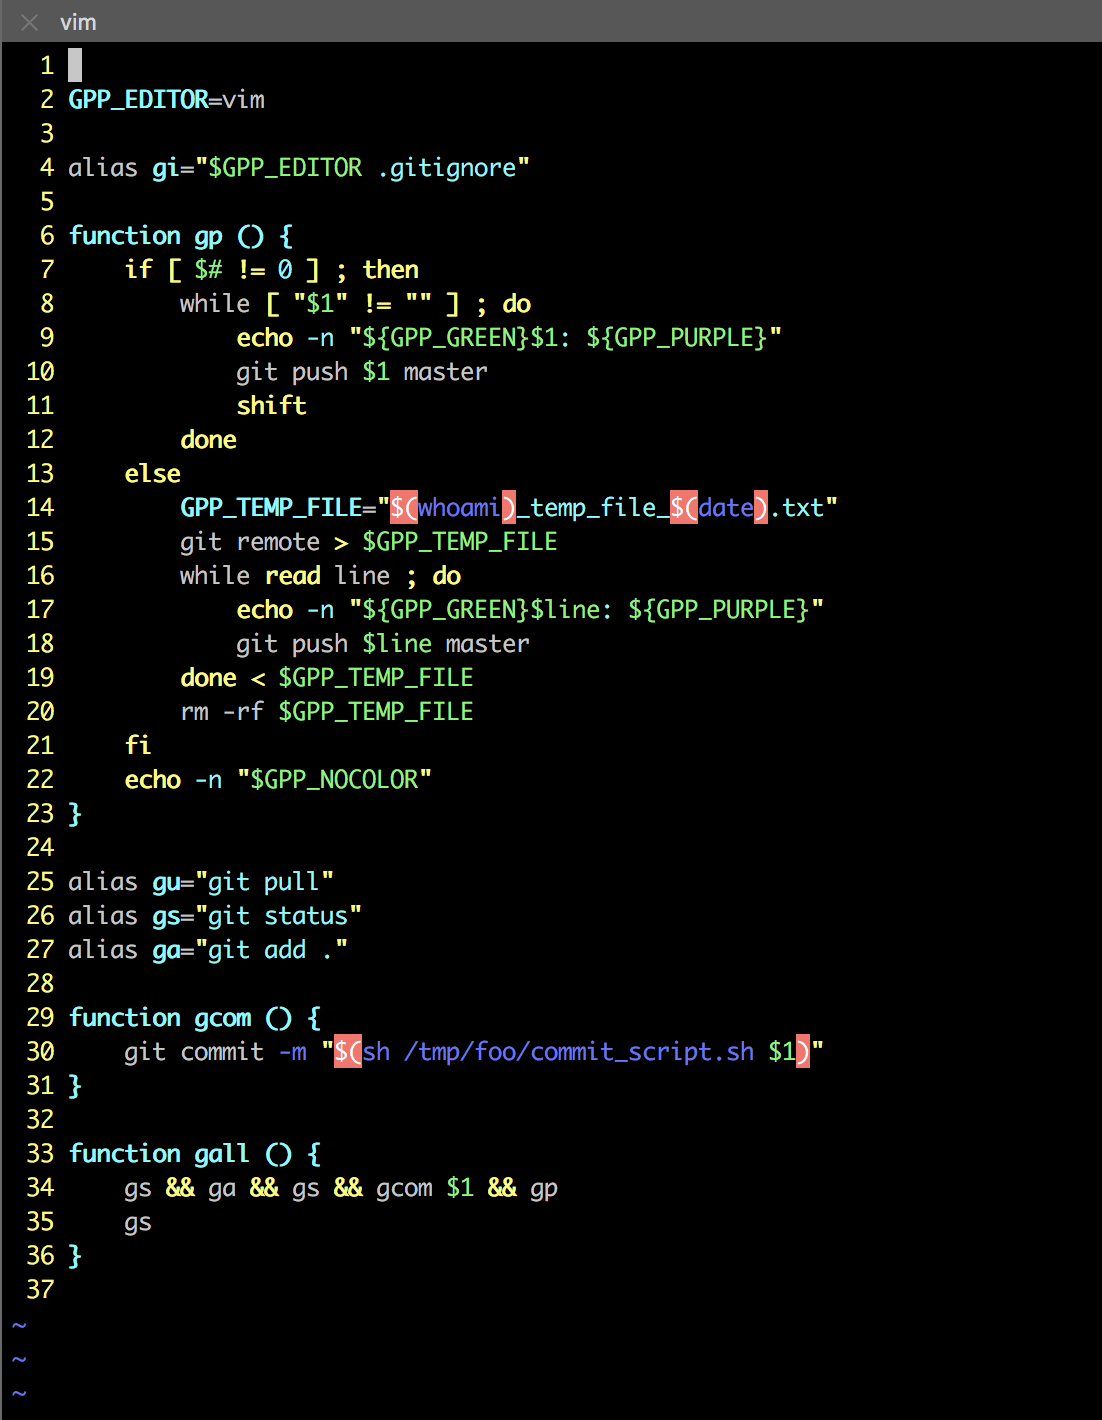 vim
1
2 GPP_EDITOR=vim
3
4 alias gi="$GPP_EDITOR .gitignore"
5
6 function gp () {
7     if [ $# != 0 ] ; then
8         while [ "$1" != "" ] ; do
9             echo -n "${GPP_GREEN}$1: ${GPP_PURPLE}"
10             git push $1 master
11             shift
12         done
13     else
14         GPP_TEMP_FILE="$(whoami)_temp_file_$(date).txt"
15         git remote > $GPP_TEMP_FILE
16         while read line ; do
17             echo -n "${GPP_GREEN}$line: ${GPP_PURPLE}"
18             git push $line master
19         done < $GPP_TEMP_FILE
20         rm -rf $GPP_TEMP_FILE
21     fi
22     echo -n "$GPP_NOCOLOR"
23 }
24
25 alias gu="git pull"
26 alias gs="git status"
27 alias ga="git add ."
28
29 function gcom () {
30     git commit -m "$(sh /tmp/foo/commit_script.sh $1)"
31 }
32
33 function gall () {
34     gs && ga && gs && gcom $1 && gp
35     gs
36 }
37
~
~
~